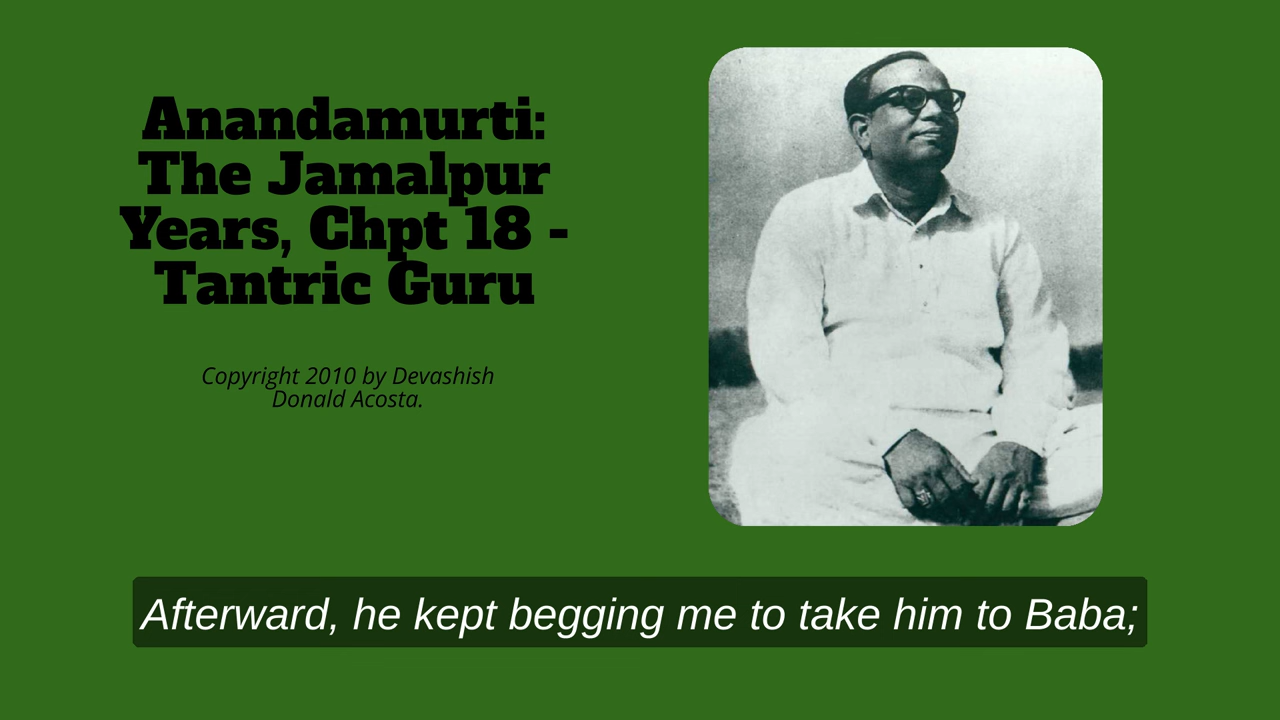 Anandamurti:
The Jamalpur
Years, Chpt 18 -
Tantric Guru
Copyright 2010 by Devashish
Donald Acosta.
Afterward, he kept begging me to take him to Baba;